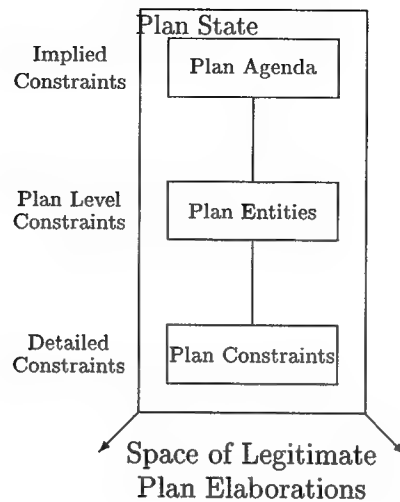 Plan State
Implied
Constraints
Plan Agenda
Plan Level
Constraints
Plan Entities
Detailed
Constraints
Plan Constraints
Space of Legitimate
Plan Elaborations